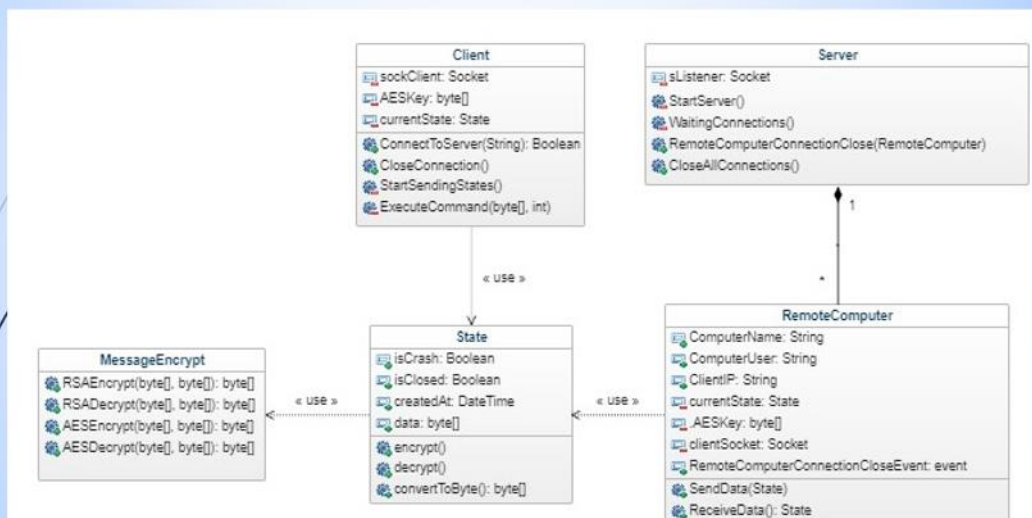 Client
sockClient: Socket
AESKey: byte[]
currentState: State
ConnectToServer(String): Boolean
CloseConnection()
StartSendingStates()
ExecuteCommand(byte[], int)
Server
sListener: Socket
StartServer()
WaitingConnections()
RemoteComputerConnectionClose(RemoteComputer)
CloseAllConnections()
1
« use »
*
MessageEncrypt
RSAEncrypt(byte[], byte[]): byte[]
RSADecrypt(byte[], byte[]): byte[]
AESEncrypt(byte[], byte[]): byte[]
AESDecrypt(byte[], byte[]): byte[]
« use »
State
isCrash: Boolean
isClosed: Boolean
createdAt: DateTime
data: byte[]
encrypt()
decrypt()
convertToByte(): byte[]
« use »
RemoteComputer
ComputerName: String
ComputerUser: String
ClientIP: String
currentState: State
AESKey: byte[]
clientSocket: Socket
RemoteComputerConnectionCloseEvent: event
SendData(State)
ReceiveData(): State